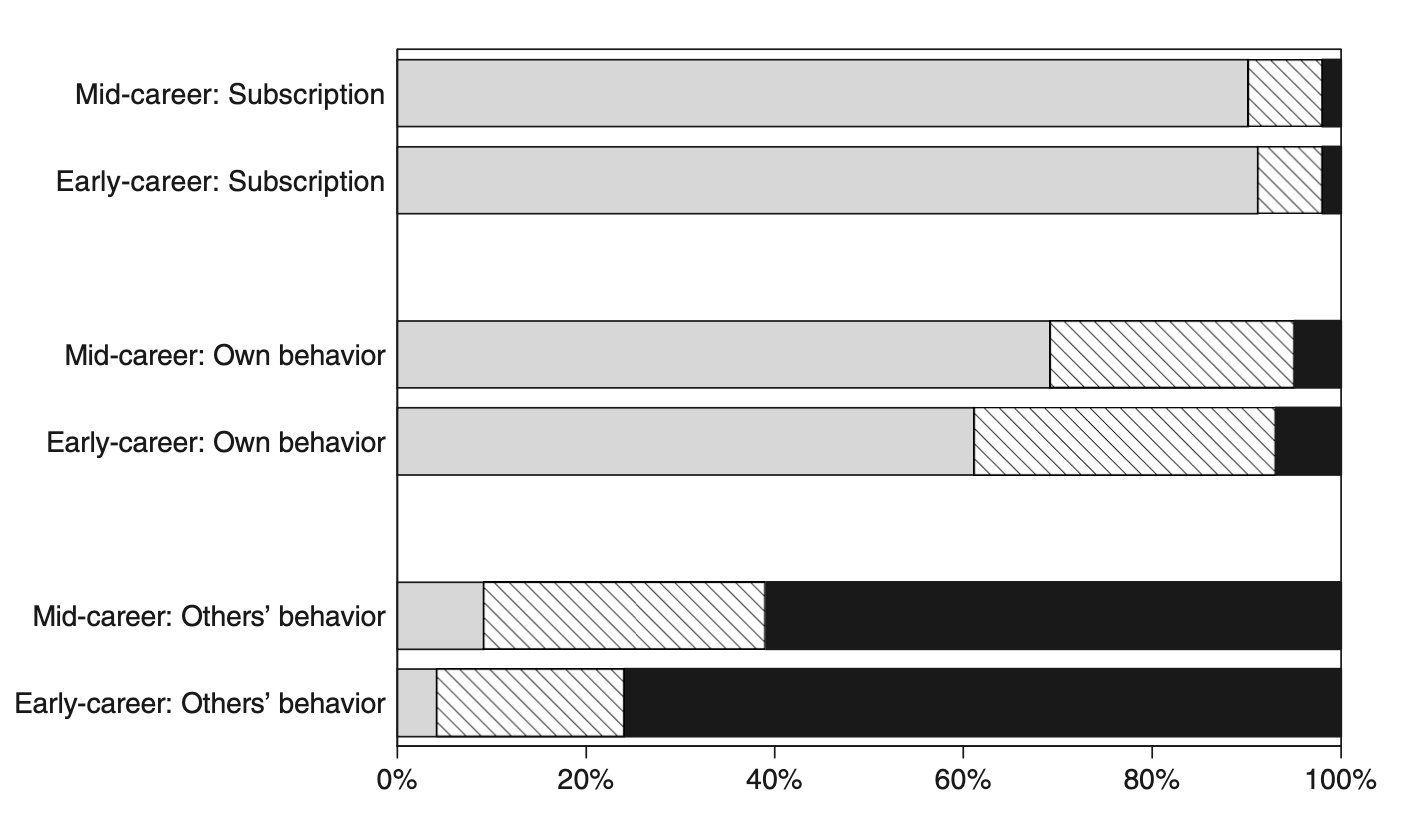 Mid-career: Subscription
Early-career: Subscription
Mid-career: Own behavior
Early-career: Own behavior
Mid-career: Others’ behavior
Early-career: Others’ behavior
0% 20% 40% 60% 80% 100%